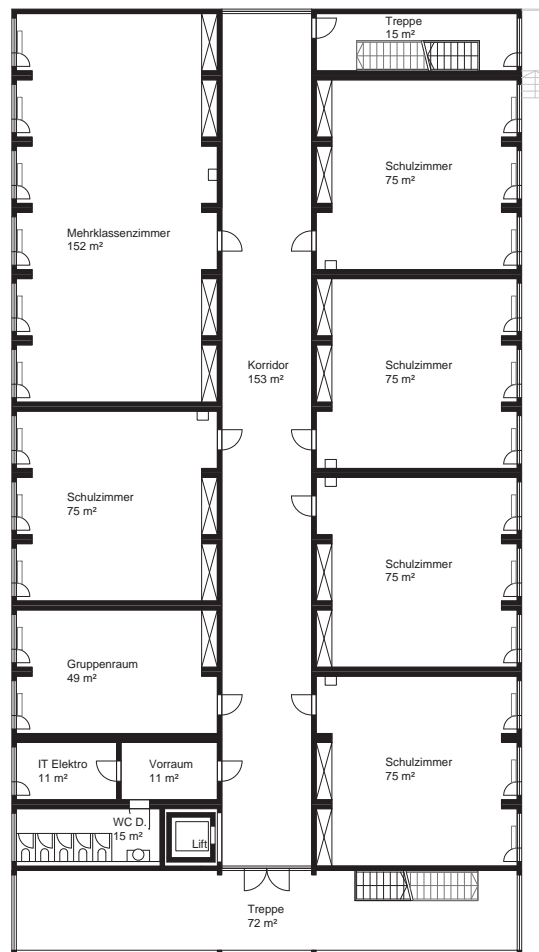 Treppe
15 m²
Schulzimmer
75 m²
Mehrklassenzimmer
152 m²
Korridor
153 m²
Schulzimmer
75 m²
Schulzimmer
75 m²
Schulzimmer
75 m²
Gruppenraum
49 m²
IT Elektro
11 m²
Vorraum
11 m²
Schulzimmer
75 m²
WC D.
15 m²
Lift
Treppe
72 m²